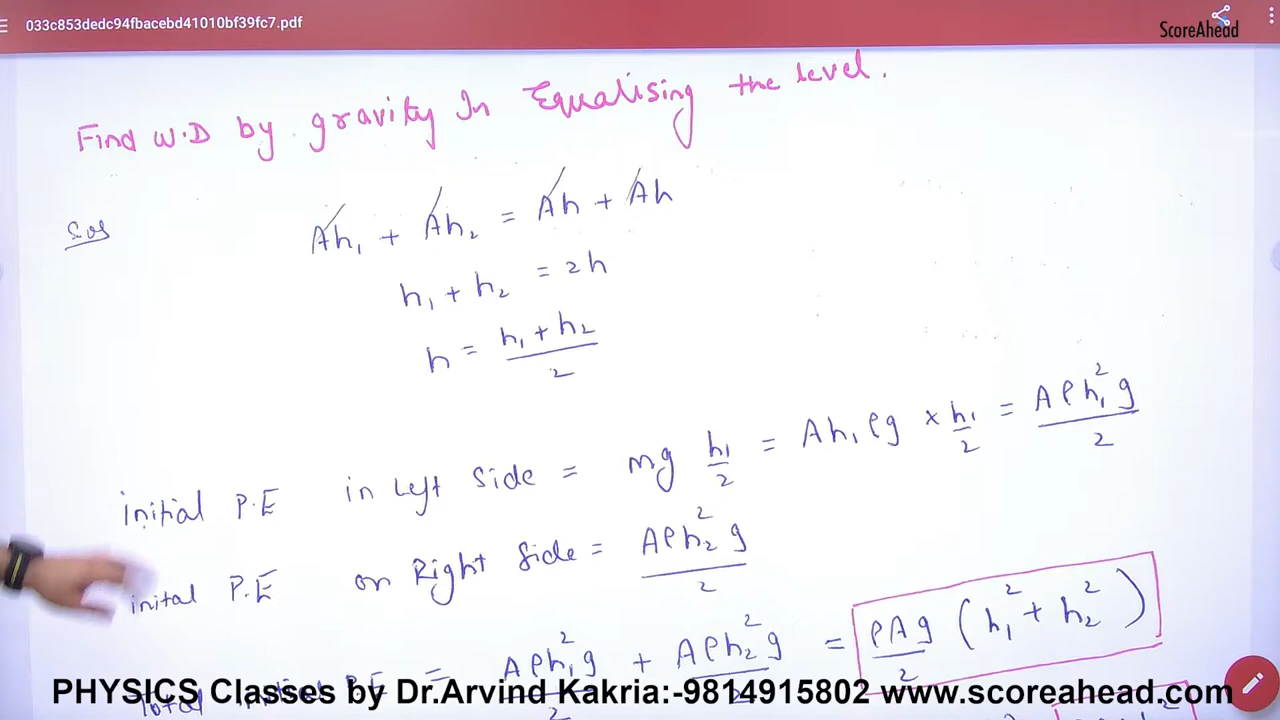 033c853dedc94fbacebd41010bf39fc7.pdf
ScoreAhead
Find W.D by gravity In Equalising the level.
Sol
Ah₁ + Ah₂ = Ah + Ah
h₁ + h₂ = 2h
h = (h₁ + h₂)/2
initial P.E in Left Side = mg h₁/2 = Ah₁ρg × h₁/2 = Aρh₁²g/2
inital P.E on Right Side = Aρh₂²g/2
Total P.E = Aρh₁²g/2 + Aρh₂²g/2 = ρAg/2 (h₁² + h₂²)
PHYSICS Classes by Dr.Arvind Kakria:-9814915802 www.scoreahead.com